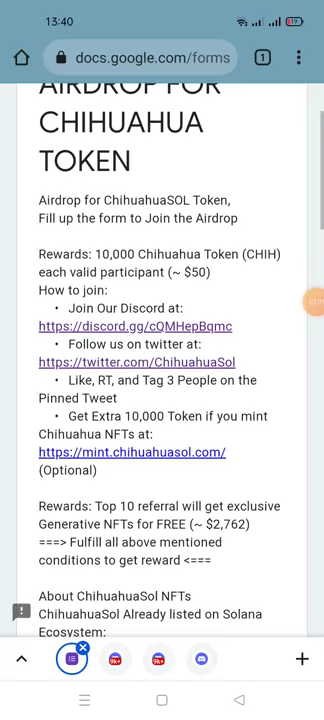 13:40
19
docs.google.com/forms
1
AIRDROP FOR
CHIHUAHUA
TOKEN
Airdrop for ChihuahuaSOL Token,
Fill up the form to Join the Airdrop
Rewards: 10,000 Chihuahua Token (CHIH)
each valid participant (~ $50)
How to join:
• Join Our Discord at:
https://discord.gg/cQMHepBqmc
• Follow us on twitter at:
https://twitter.com/ChihuahuaSol
• Like, RT, and Tag 3 People on the
Pinned Tweet
• Get Extra 10,000 Token if you mint
Chihuahua NFTs at:
https://mint.chihuahuasol.com/
(Optional)
Rewards: Top 10 referral will get exclusive
Generative NFTs for FREE (~ $2,762)
===> Fulfill all above mentioned
conditions to get reward <===
About ChihuahuaSol NFTs
ChihuahuaSol Already listed on Solana
Ecosystem:
9k+
9k+